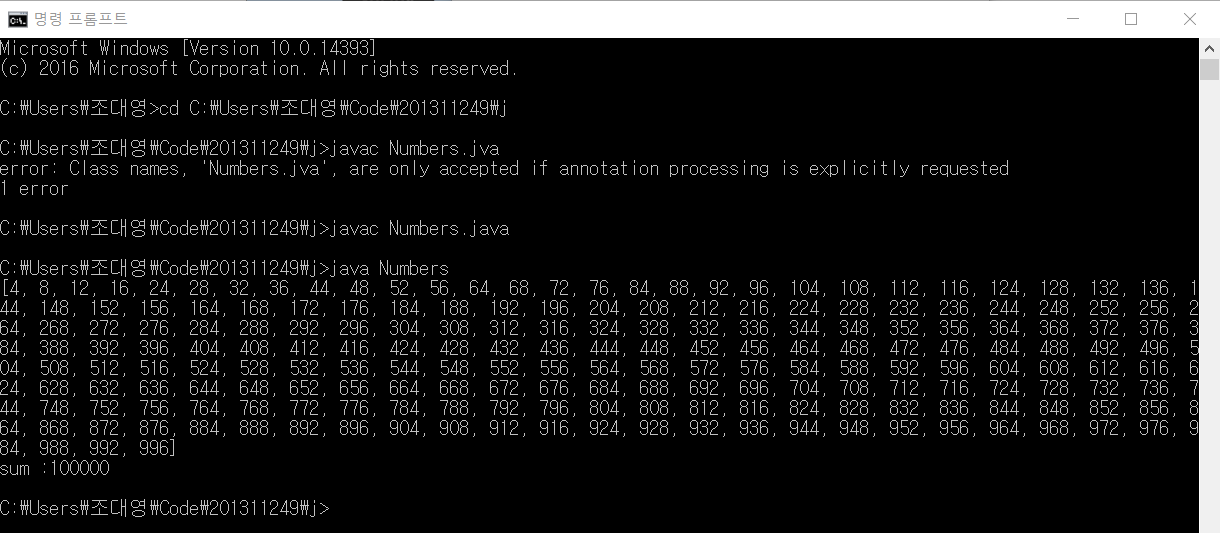 명령 프롬프트
Microsoft Windows [Version 10.0.14393]
(c) 2016 Microsoft Corporation. All rights reserved.
C:₩Users₩조대영>cd C:₩Users₩조대영₩Code₩201311249₩j
C:₩Users₩조대영₩Code₩201311249₩j>javac Numbers.jva
error: Class names, 'Numbers.jva', are only accepted if annotation processing is explicitly requested
1 error
C:₩Users₩조대영₩Code₩201311249₩j>javac Numbers.java
C:₩Users₩조대영₩Code₩201311249₩j>java Numbers
[4, 8, 12, 16, 24, 28, 32, 36, 44, 48, 52, 56, 64, 68, 72, 76, 84, 88, 92, 96, 104, 108, 112, 116, 124, 128, 132, 136, 1
44, 148, 152, 156, 164, 168, 172, 176, 184, 188, 192, 196, 204, 208, 212, 216, 224, 228, 232, 236, 244, 248, 252, 256, 2
64, 268, 272, 276, 284, 288, 292, 296, 304, 308, 312, 316, 324, 328, 332, 336, 344, 348, 352, 356, 364, 368, 372, 376, 3
84, 388, 392, 396, 404, 408, 412, 416, 424, 428, 432, 436, 444, 448, 452, 456, 464, 468, 472, 476, 484, 488, 492, 496, 5
04, 508, 512, 516, 524, 528, 532, 536, 544, 548, 552, 556, 564, 568, 572, 576, 584, 588, 592, 596, 604, 608, 612, 616, 6
24, 628, 632, 636, 644, 648, 652, 656, 664, 668, 672, 676, 684, 688, 692, 696, 704, 708, 712, 716, 724, 728, 732, 736, 7
44, 748, 752, 756, 764, 768, 772, 776, 784, 788, 792, 796, 804, 808, 812, 816, 824, 828, 832, 836, 844, 848, 852, 856, 8
64, 868, 872, 876, 884, 888, 892, 896, 904, 908, 912, 916, 924, 928, 932, 936, 944, 948, 952, 956, 964, 968, 972, 976, 9
84, 988, 992, 996]
sum :100000
C:₩Users₩조대영₩Code₩201311249₩j>